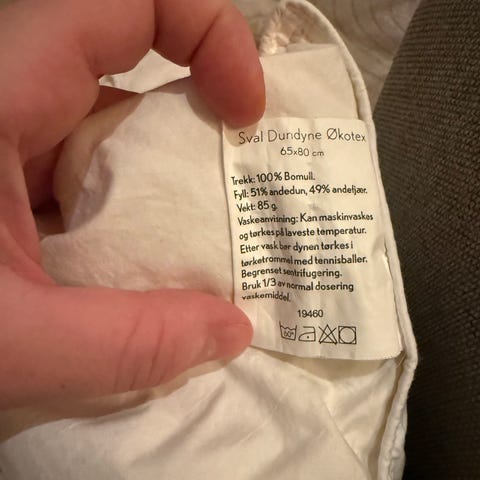 Sval Dundyne Økotex
65x80 cm
Trekk: 100% Bomull.
Fyll: 51% andedun, 49% andefjær.
Vekt: 85 g.
Vaskeanvisning: Kan maskinvaskes
og tørkes på laveste temperatur.
Etter vask bør dynen tørkes i
tørketrommel med tennisballer.
Begrenset sentrifugering.
Bruk 1/3 av normal dosering
vaskemiddel.
19460
60°